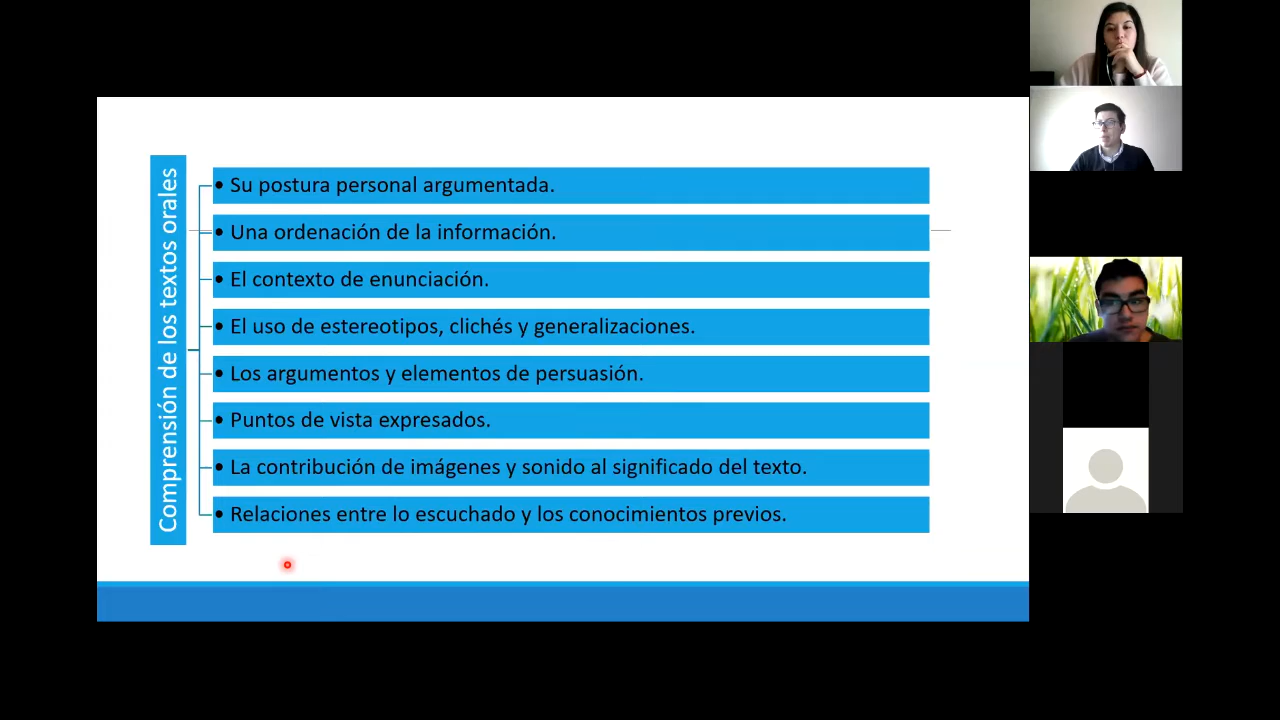 Comprensión de los textos orales
• Su postura personal argumentada.
• Una ordenación de la información.
• El contexto de enunciación.
• El uso de estereotipos, clichés y generalizaciones.
• Los argumentos y elementos de persuasión.
• Puntos de vista expresados.
• La contribución de imágenes y sonido al significado del texto.
• Relaciones entre lo escuchado y los conocimientos previos.